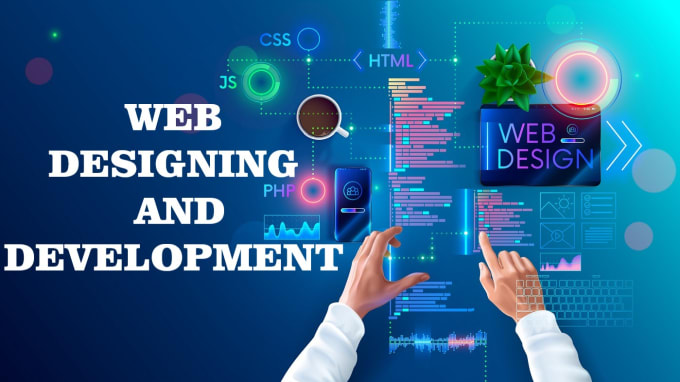 CSS
< HTML >
JS
WEB
DESIGNING
AND
DEVELOPMENT
PHP
WEB
DESIGN